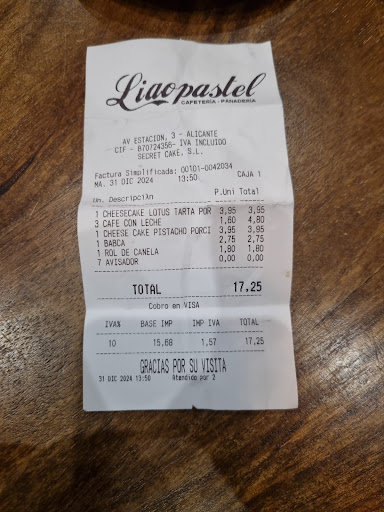 Liaopastel
CAFETERÍA - PANADERÍA
AV ESTACION, 3 - ALICANTE
CIF - B70724356- IVA INCLUIDO
SECRET CAKE, S.L.
Factura Simplificada: 00101-0042034
MA. 31 DIC 2024 13:50 CAJA 1
Un. Descripciλn P.Uni Total
1 CHEESECAKE LOTUS TARTA POR 3,95 3,95
3 CAFE CON LECHE 1,60 4,80
1 CHEESE CAKE PISTACHO PORCI 3,95 3,95
1 BABCA 2,75 2,75
1 ROL DE CANELA 1,80 1,80
7 AVISADOR 0,00 0,00
TOTAL 17.25
Cobro en VISA
IVA% BASE IMP IMP IVA TOTAL
10 15,68 1,57 17,25
GRACIAS POR SU VISITA
31 DIC 2024 13:50 Atendido por 2